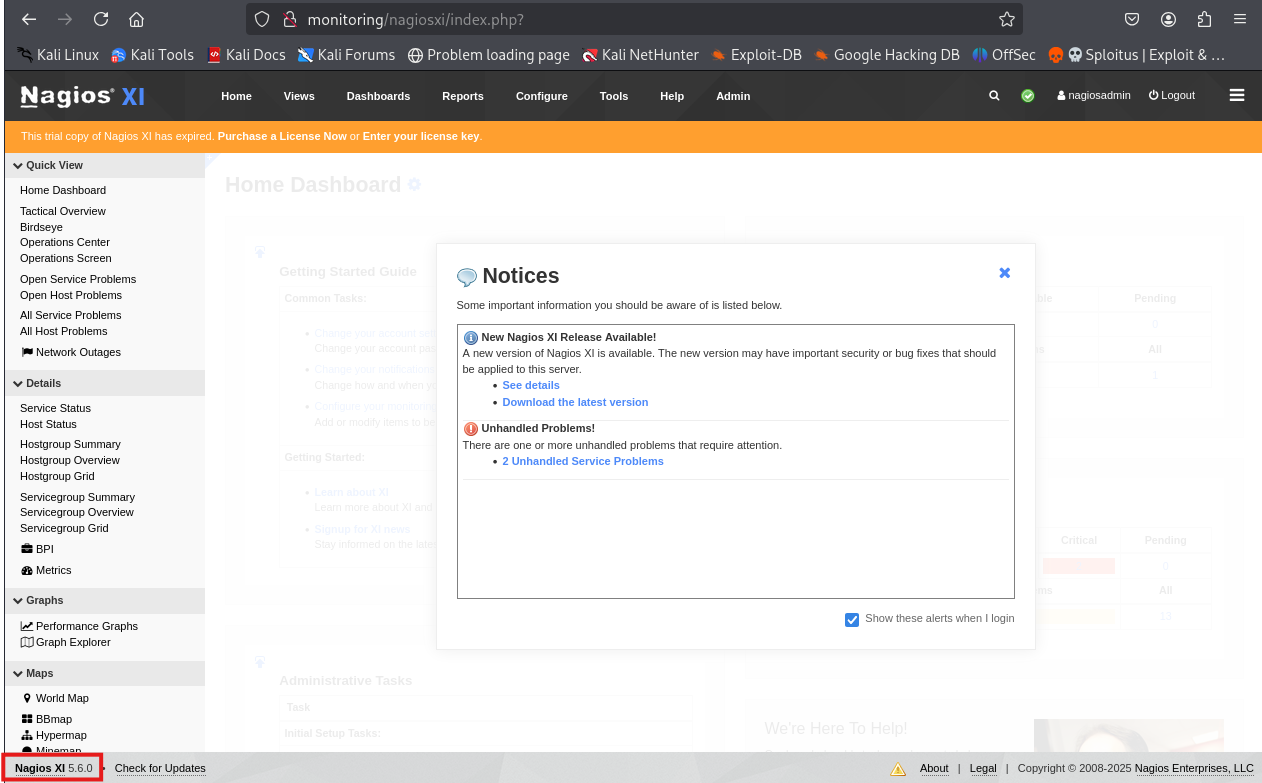 monitoring/nagiosxi/index.php?
Kali Linux Kali Tools Kali Docs Kali Forums Problem loading page Kali NetHunter Exploit-DB Google Hacking DB OffSec Sploitus | Exploit & ...
Nagios® XI Home Views Dashboards Reports Configure Tools Help Admin nagiosadmin Logout
This trial copy of Nagios XI has expired. Purchase a License Now or Enter your license key.
Quick View
Home Dashboard
Tactical Overview
Birdseye
Operations Center
Operations Screen
Open Service Problems
Open Host Problems
All Service Problems
All Host Problems
Network Outages
Details
Service Status
Host Status
Hostgroup Summary
Hostgroup Overview
Hostgroup Grid
Servicegroup Summary
Servicegroup Overview
Servicegroup Grid
BPI
Metrics
Graphs
Performance Graphs
Graph Explorer
Maps
World Map
BBmap
Hypermap
Minemap
Home Dashboard
Getting Started Guide
Common Tasks:
Change your account
Change your account
Change your notification
Change how and when
Configure your
Add or modify items to be
Getting Started:
Learn about XI
Learn more about XI and
Signup for XI news
Stay informed on the
Administrative Tasks
Task
Initial Setup Tasks:
Notices
Some important information you should be aware of is listed below.
New Nagios XI Release Available!
A new version of Nagios XI is available. The new version may have important security or bug fixes that should
be applied to this server.
• See details
• Download the latest version
Unhandled Problems!
There are one or more unhandled problems that require attention.
• 2 Unhandled Service Problems
Show these alerts when I login
Pending
0
All
1
Critical Pending
0
All
15
We're Here To Help!
Nagios XI 5.6.0 • Check for Updates About | Legal | Copyright © 2008-2025 Nagios Enterprises, LLC